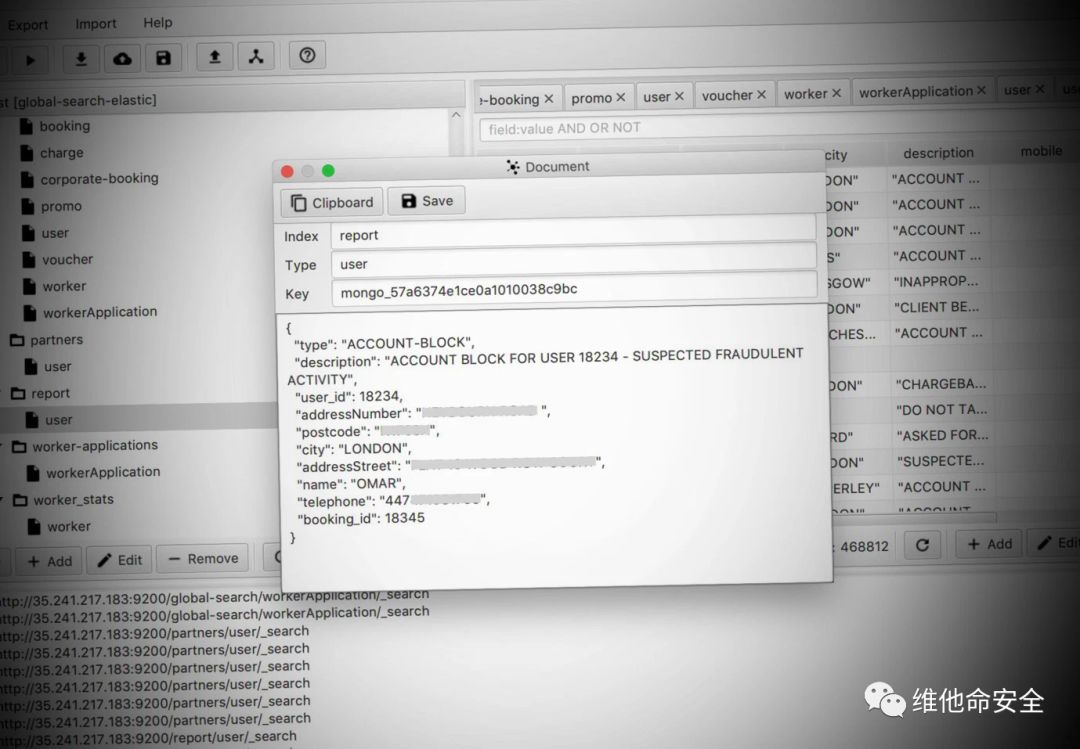 Export Import Help
[global-search-elastic]
booking
charge
corporate-booking
promo
user
voucher
worker
workerApplication
partners
user
report
user
worker-applications
workerApplication
worker_stats
worker
+ Add Edit − Remove
-booking × promo × user × voucher × worker × workerApplication × user ×
field:value AND OR NOT
city description mobile
DON" "ACCOUNT ...
DON" "ACCOUNT ...
DON" "ACCOUNT ...
S" "ACCOUNT ...
SGOW" "INAPPROP...
DON" "CLIENT BE...
CHES... "ACCOUNT ...
DON" "CHARGEBA...
"DO NOT TA...
RD" "ASKED FOR...
DON" "SUSPECTE...
ERLEY" "ACCOUNT ...
DON" "ACCOUNT ...
: 468812 + Add Edit
Document
Clipboard Save
Index report
Type user
Key mongo_57a6374e1ce0a1010038c9bc
{
"type": "ACCOUNT-BLOCK",
"description": "ACCOUNT BLOCK FOR USER 18234 - SUSPECTED FRAUDULENT
ACTIVITY",
"user_id": 18234,
"addressNumber": " ",
"postcode": " ",
"city": "LONDON",
"addressStreet": " ",
"name": "OMAR",
"telephone": "447 ",
"booking_id": 18345
}
http://35.241.217.183:9200/global-search/workerApplication/_search
http://35.241.217.183:9200/global-search/workerApplication/_search
http://35.241.217.183:9200/partners/user/_search
http://35.241.217.183:9200/partners/user/_search
http://35.241.217.183:9200/partners/user/_search
http://35.241.217.183:9200/partners/user/_search
http://35.241.217.183:9200/partners/user/_search
http://35.241.217.183:9200/partners/user/_search
http://35.241.217.183:9200/report/user/_search
维他命安全